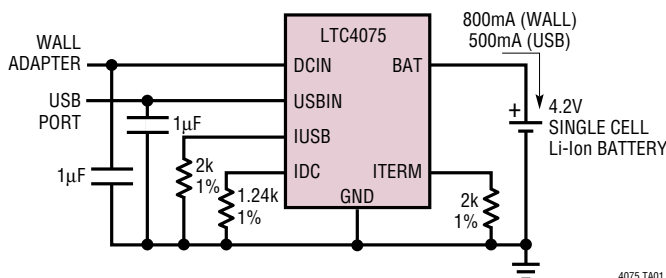 800mA (WALL)
500mA (USB)
WALL
ADAPTER
USB
PORT
LTC4075
DCIN
BAT
USBIN
IUSB
IDC
ITERM
GND
1µF
1µF
2k
1%
1.24k
1%
2k
1%
+
4.2V
SINGLE CELL
Li-Ion BATTERY
4075 TA01